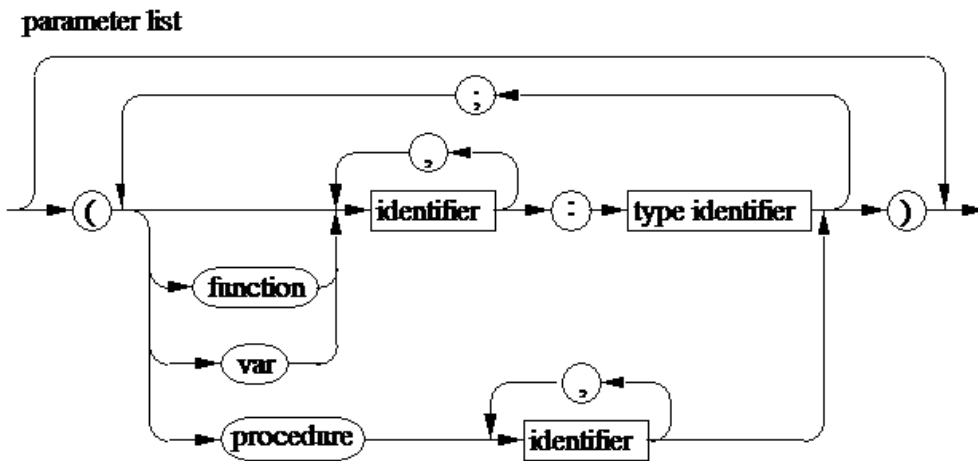 parameter list
;
,
( identifier : type identifier )
function
var
,
procedure identifier